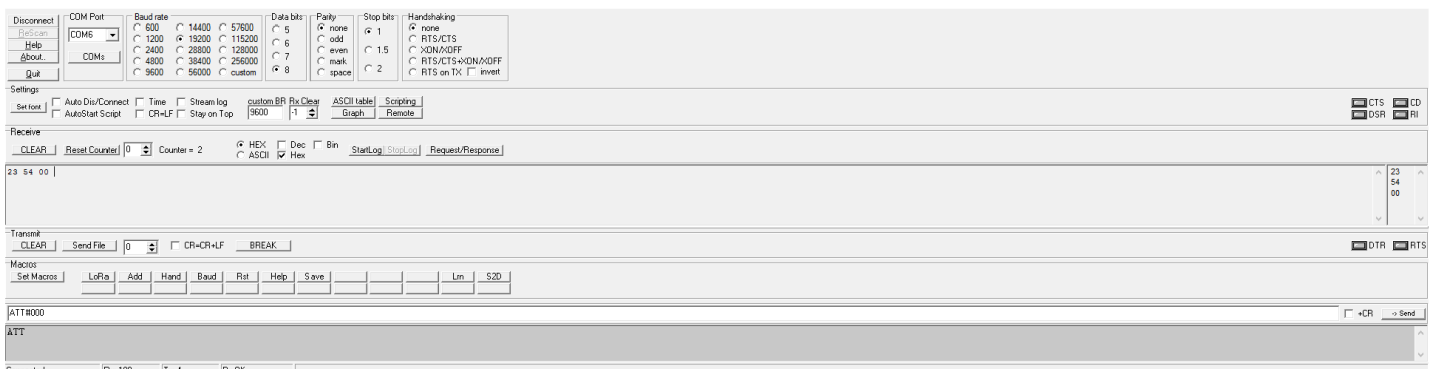 Disconnect
ReScan
Help
About..
Quit
COM Port
COM6
COMs
Baud rate
600 14400 57600
1200 19200 115200
2400 28800 128000
4800 38400 256000
9600 56000 custom
Data bits
5
6
7
8
Parity
none
odd
even
mark
space
Stop bits
1
1.5
2
Handshaking
none
RTS/CTS
XON/XOFF
RTS/CTS+XON/XOFF
RTS on TX invert
Settings
Set font
Auto Dis/Connect Time Stream log
AutoStart Script CR=LF Stay on Top
custom BR Rx Clear
9600 -1
ASCII table Scripting
Graph Remote
CTS CD
DSR RI
Receive
CLEAR Reset Counter 0 Counter = 2
HEX Dec Bin
ASCII Hex
StartLog StopLog Request/Response
23 54 00
23
54
00
Transmit
CLEAR Send File 0 CR=CR+LF BREAK
DTR RTS
Macros
Set Macros LoRa Add Hand Baud Rst Help Save Lrn S2D
ATT#000
+CR -> Send
ATT